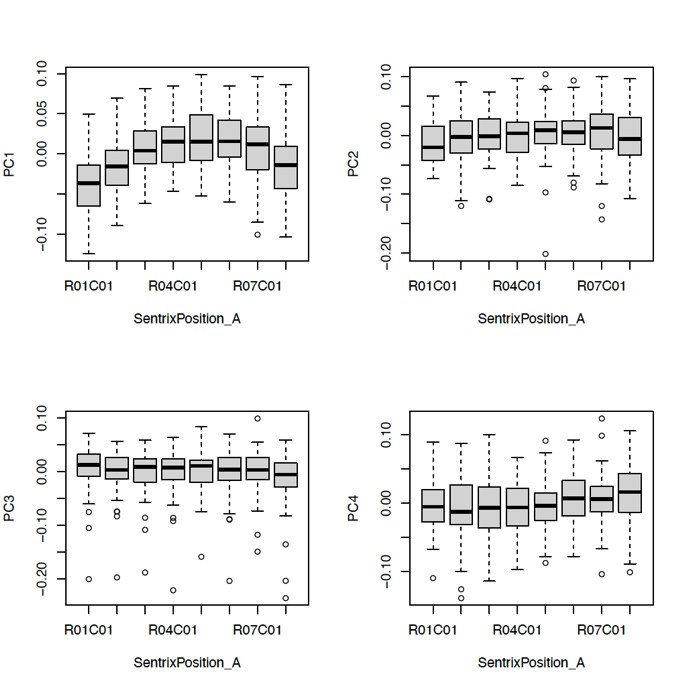 PC1
0.10
0.05
0.00
−0.10
R01C01 R04C01 R07C01
SentrixPosition_A
PC2
0.10
0.00
−0.10
−0.20
R01C01 R04C01 R07C01
SentrixPosition_A
PC3
0.10
0.00
−0.10
−0.20
R01C01 R04C01 R07C01
SentrixPosition_A
PC4
0.10
0.00
−0.10
R01C01 R04C01 R07C01
SentrixPosition_A